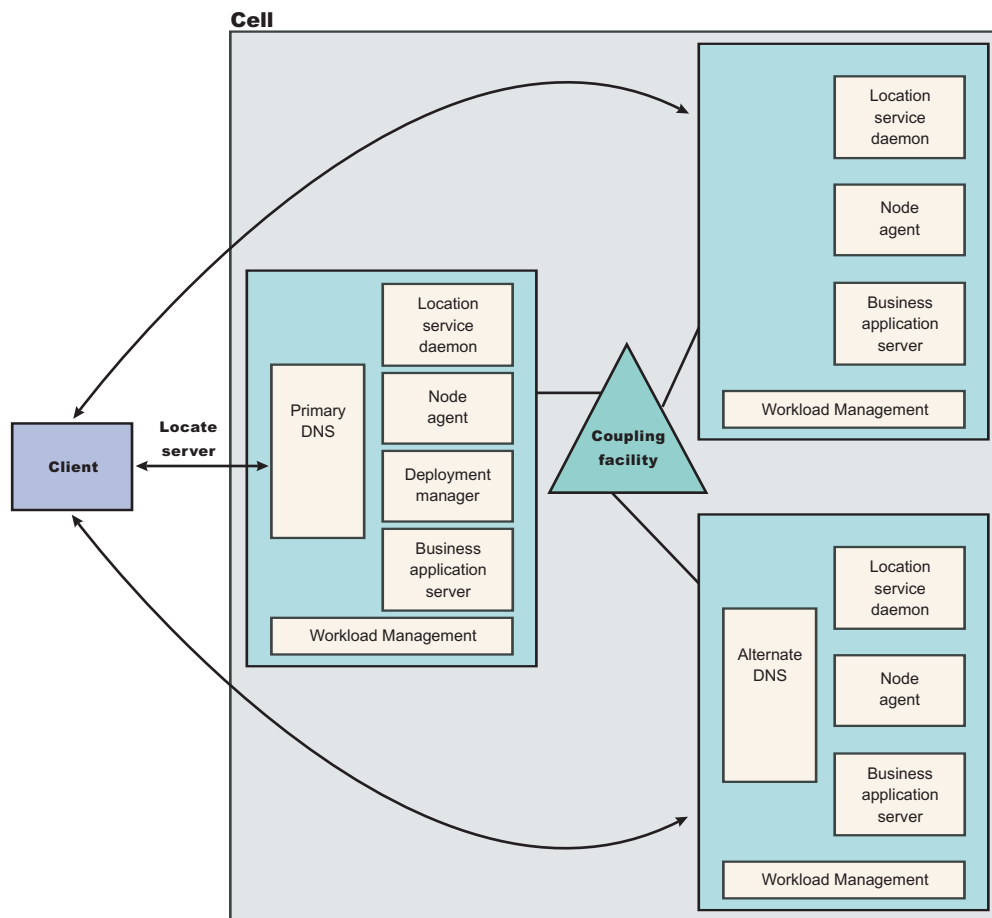 Cell
Location
service
daemon
Node
agent
Business
application
server
Workload Management
Location
service
daemon
Primary
DNS
Node
agent
Deployment
manager
Business
application
server
Workload Management
Coupling
facility
Client
Locate
server
Location
service
daemon
Alternate
DNS
Node
agent
Business
application
server
Workload Management